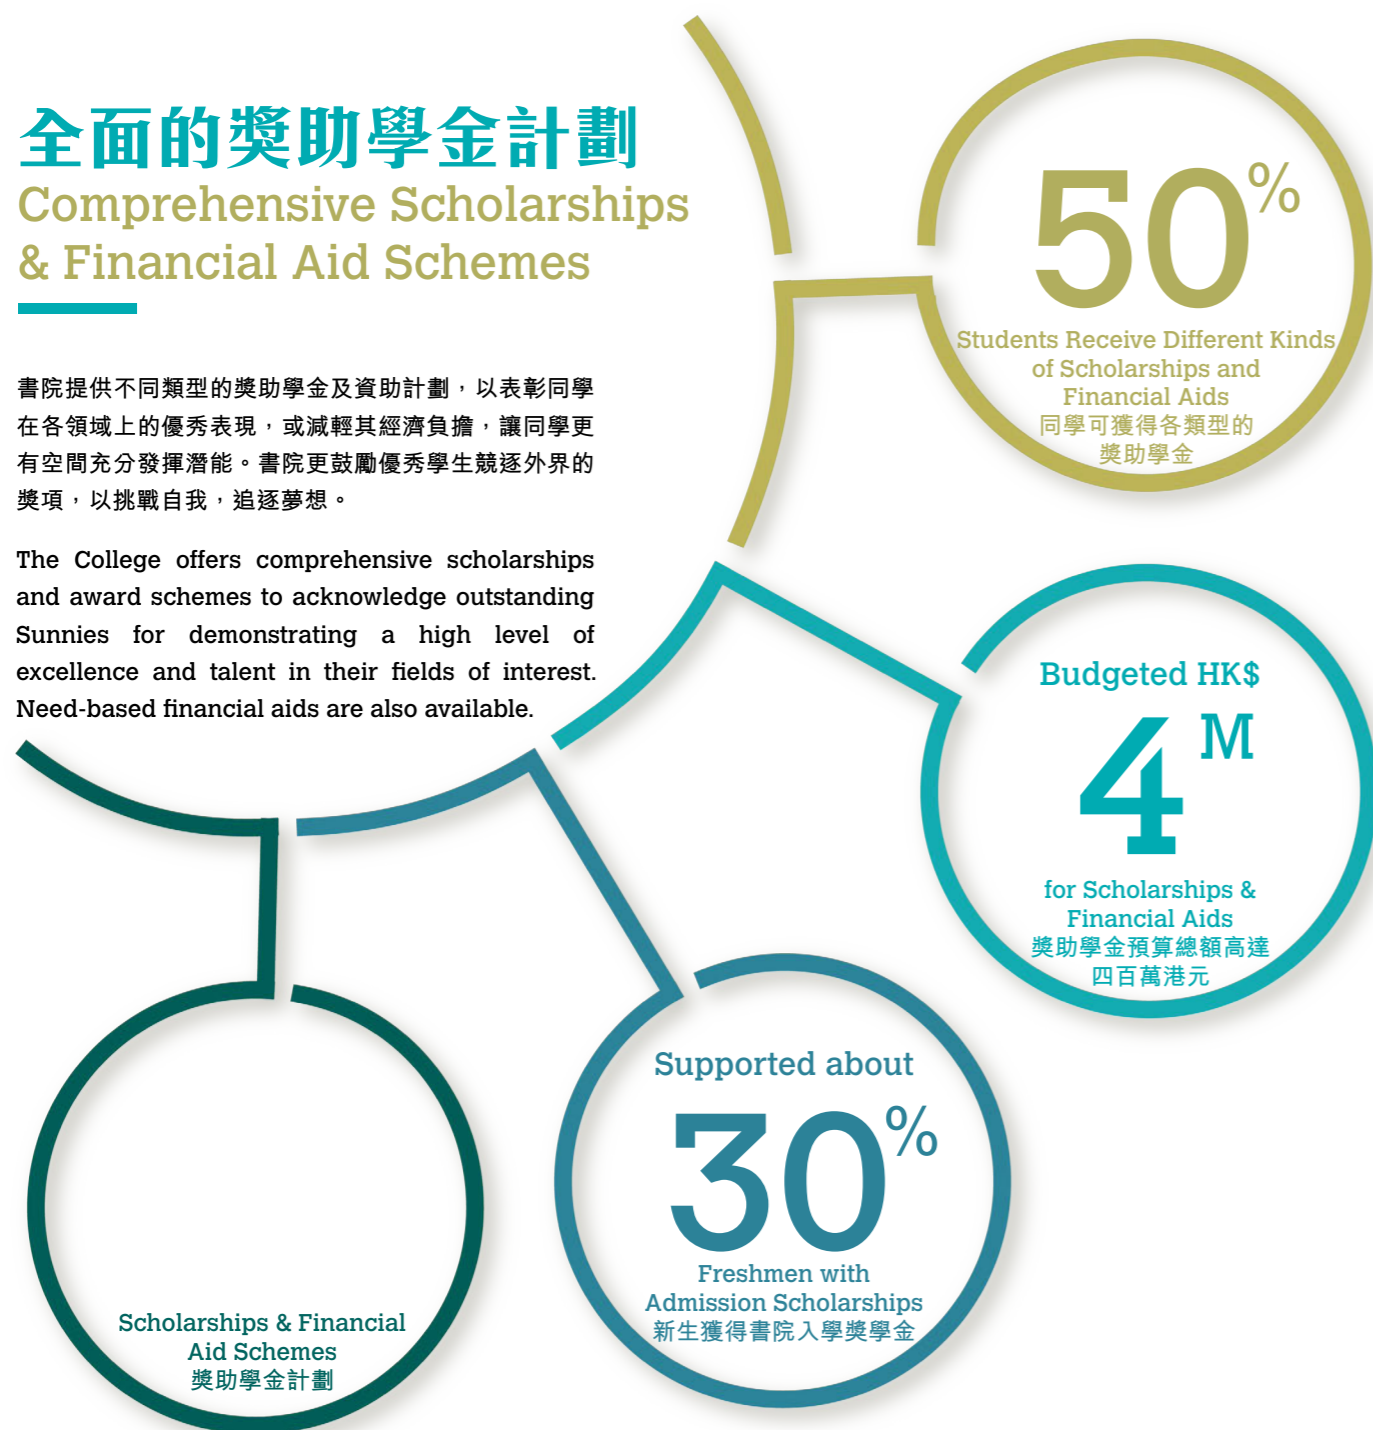 全面的獎助學金計劃
Comprehensive Scholarships
& Financial Aid Schemes
書院提供不同類型的獎助學金及資助計劃，以表彰同學
在各領域上的優秀表現，或減輕其經濟負擔，讓同學更
有空間充分發揮潛能。書院更鼓勵優秀學生競逐外界的
獎項，以挑戰自我，追逐夢想。
The College offers comprehensive scholarships
and award schemes to acknowledge outstanding
Sunnies for demonstrating a high level of
excellence and talent in their fields of interest.
Need-based financial aids are also available.
50%
Students Receive Different Kinds
of Scholarships and
Financial Aids
同學可獲得各類型的
獎助學金
Budgeted HK$
4M
for Scholarships &
Financial Aids
獎助學金預算總額高達
四百萬港元
Supported about
30%
Freshmen with
Admission Scholarships
新生獲得書院入學獎學金
Scholarships & Financial
Aid Schemes
獎助學金計劃